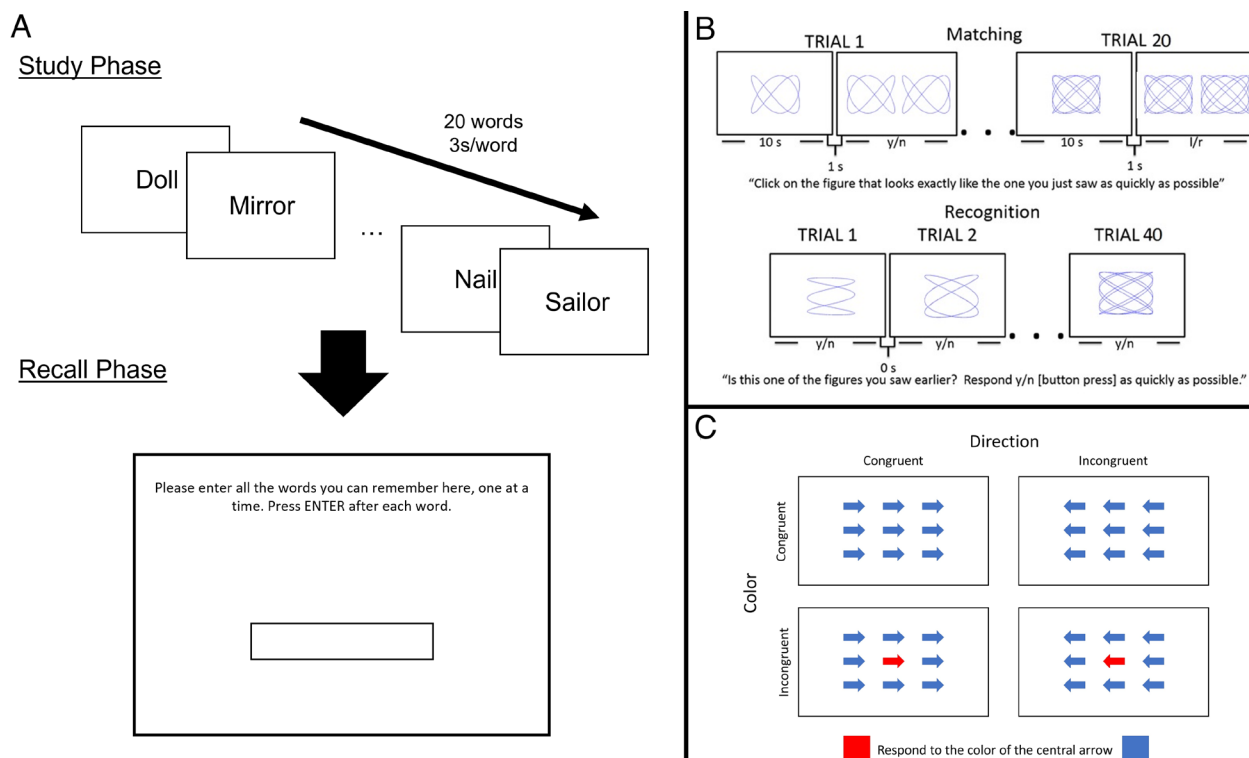 A
Study Phase
20 words
3s/word
Doll
Mirror
...
Nail
Sailor
Recall Phase
Please enter all the words you can remember here, one at a
time. Press ENTER after each word.
B
Matching
TRIAL 1
TRIAL 20
10 s
1 s
y/n
10 s
1 s
l/r
“Click on the figure that looks exactly like the one you just saw as quickly as possible”
Recognition
TRIAL 1
TRIAL 2
TRIAL 40
y/n
0 s
y/n
y/n
“Is this one of the figures you saw earlier? Respond y/n [button press] as quickly as possible.”
C
Direction
Congruent
Incongruent
Color
Congruent
Incongruent
Respond to the color of the central arrow